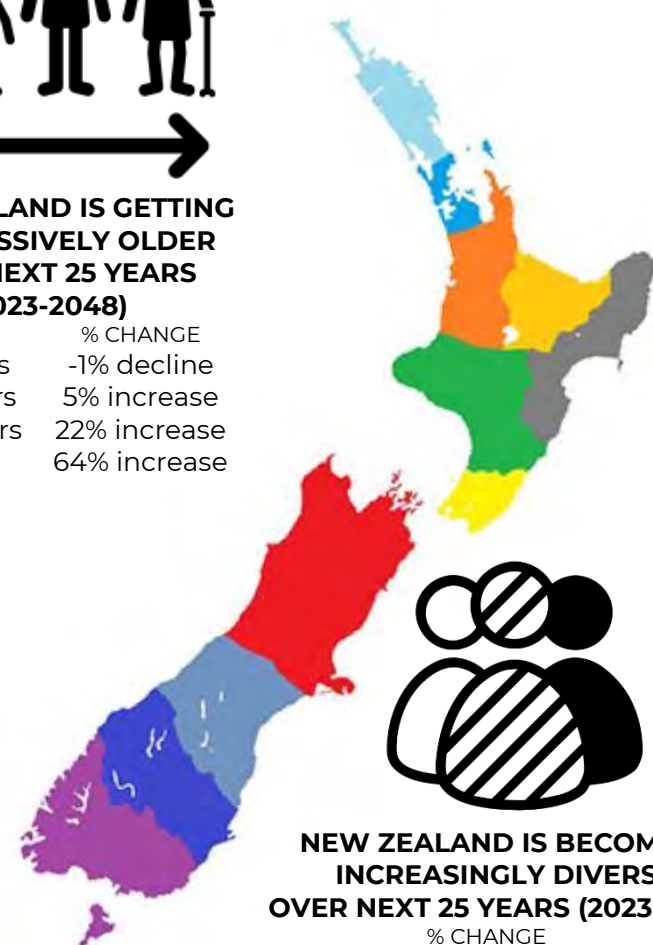 LAND IS GETTING
SSIVELY OLDER
NEXT 25 YEARS
023-2048)
% CHANGE
s -1% decline
rs 5% increase
rs 22% increase
64% increase
NEW ZEALAND IS BECOM
INCREASINGLY DIVERS
OVER NEXT 25 YEARS (2023
% CHANGE